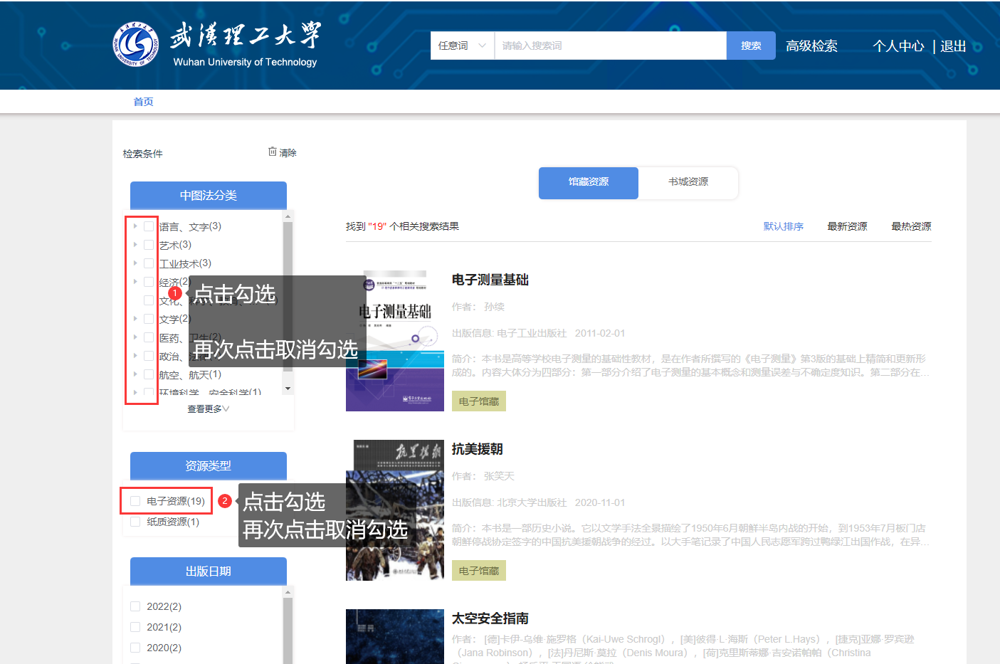 武汉理工大学
Wuhan University of Technology
任意词
请输入搜索词
搜索
高级检索
个人中心 | 退出
首页
检索条件
清除
中图法分类
语言、文字(3)
艺术(3)
工业技术(3)
经济(2)
文学(2)
医药、卫生(2)
政治、法律
航空、航天(1)
环境科学、安全科学(1)
查看更多
1
点击勾选
再次点击取消勾选
资源类型
电子资源(19)
纸质资源(1)
2
点击勾选
再次点击取消勾选
出版日期
2022(2)
2021(2)
2020(2)
馆藏资源
书城资源
找到 "19" 个相关搜索结果
默认排序
最新资源
最热资源
电子测量基础
电子工业出版社
电子测量基础
作者： 孙续
出版信息: 电子工业出版社 2011-02-01
简介：本书是高等学校电子测量的基础性教材，是在作者所撰写的《电子测量》第3版的基础上精简和更新形
成的。内容大体分为四部分：第一部分介绍了电子测量的基本概念和测量误差与不确定度知识。第二部分在...
电子馆藏
抗美援朝
抗美援朝
作者： 张笑天
出版信息: 北京大学出版社 2020-11-01
简介：本书是一部历史小说。它以文学手法全景描绘了1950年6月朝鲜半岛内战的开始，到1953年7月板门店
朝鲜停战协定签字的中国抗美援朝战争的经过。以大手笔记录了中国人民志愿军跨过鸭绿江出国作战，在异...
电子馆藏
太空安全指南
作者： [德]卡伊-乌维·施罗格（Kai-Uwe Schrogl），[美]彼得·L·海斯（Peter L.Hays），[捷克]亚娜·罗宾逊
（Jana Robinson），[法]丹尼斯·莫拉（Denis Moura），[荷]克里斯蒂娜·吉安诺帕帕（Christina